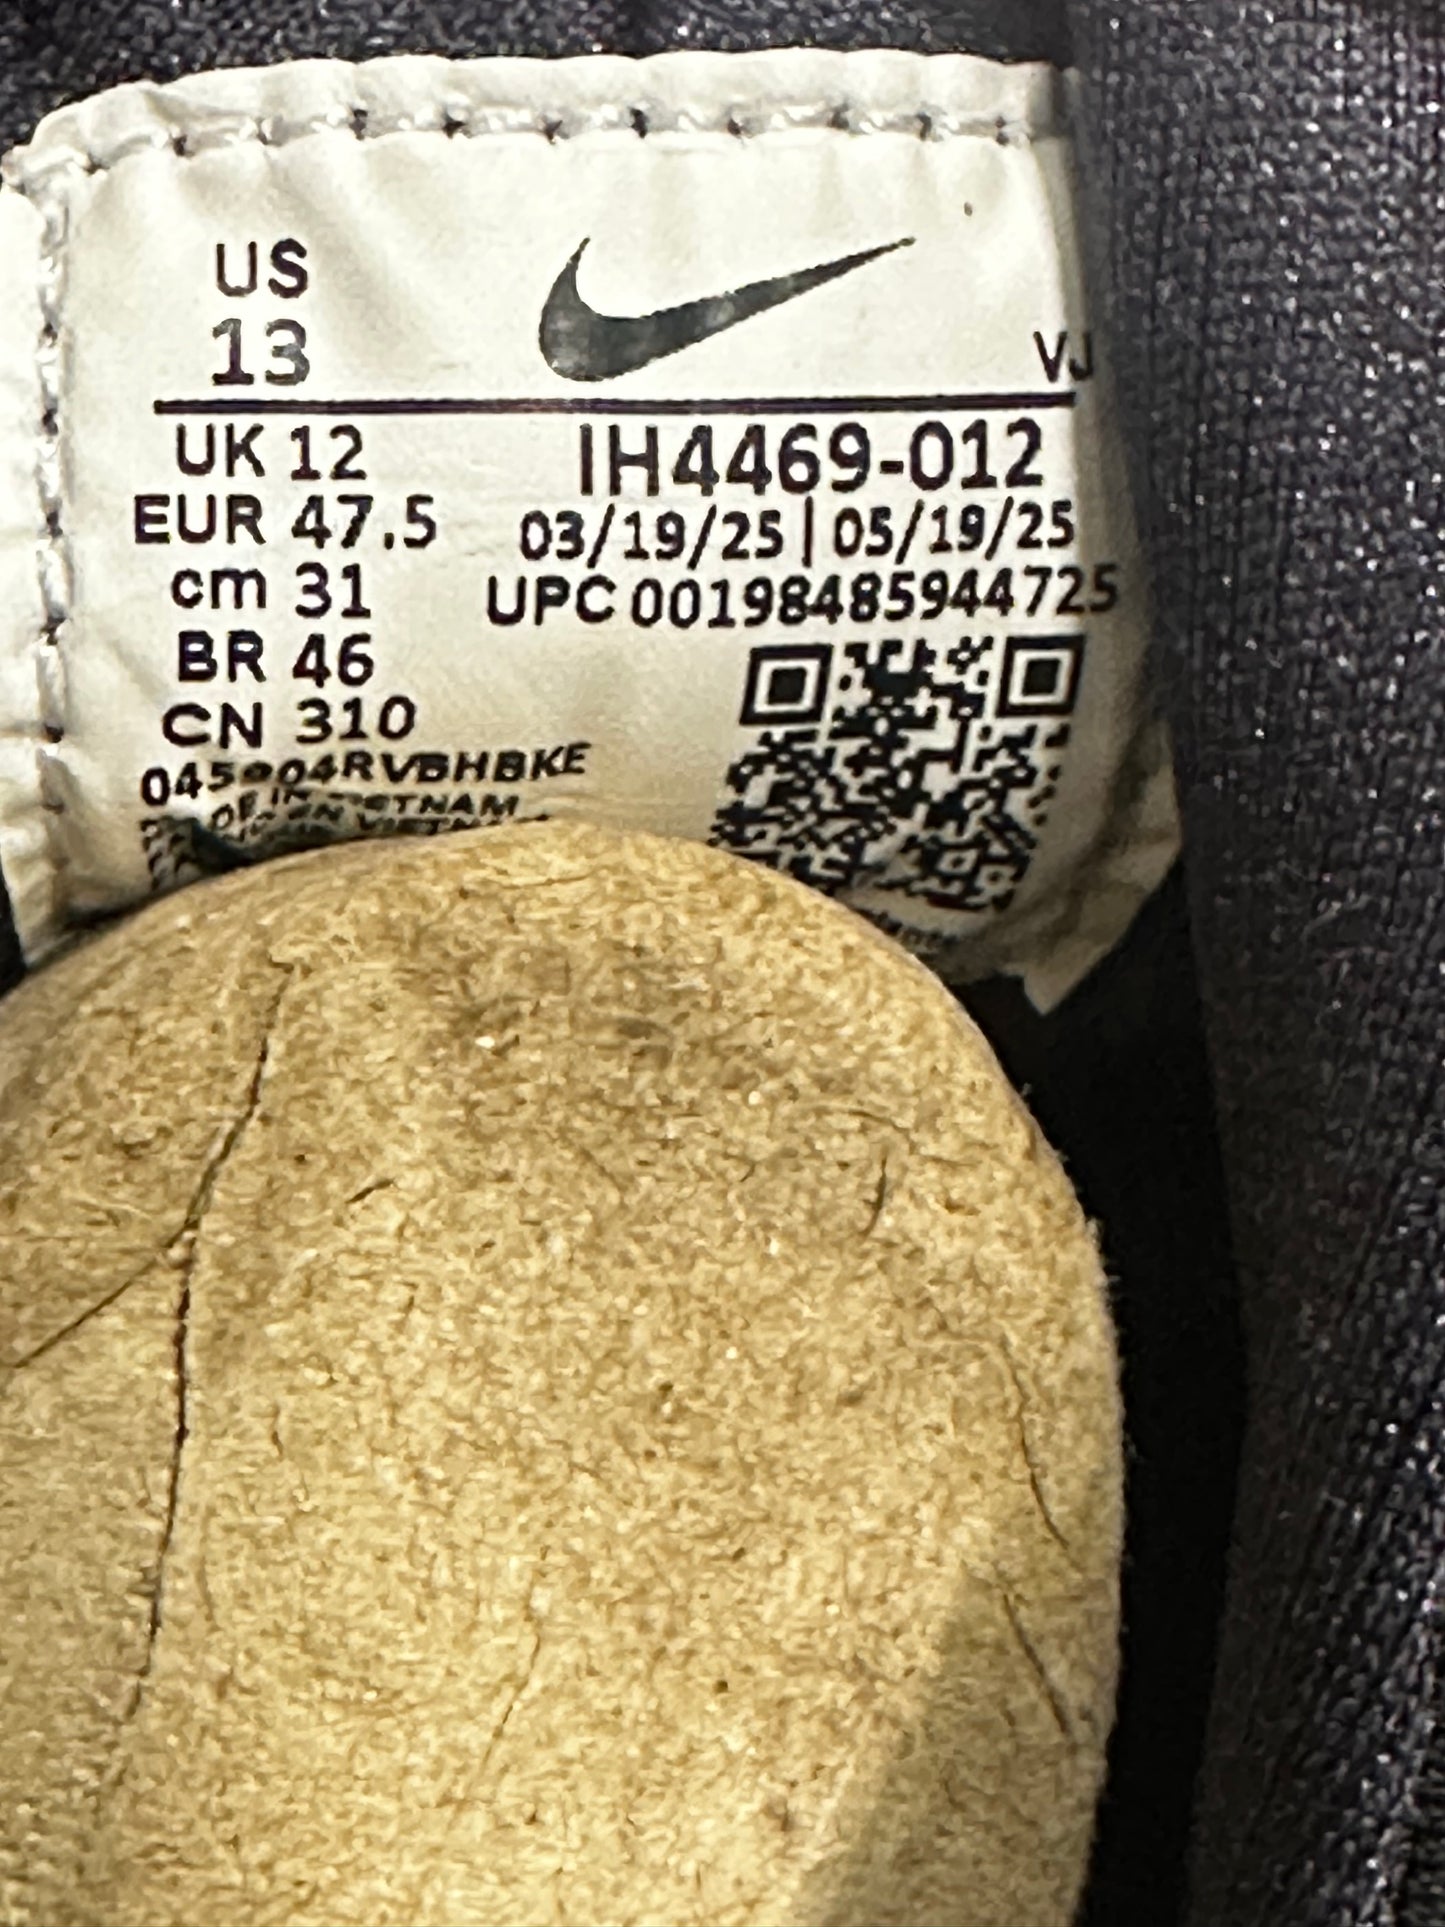 US
13
VJ
UK 12
IH4469-012
EUR 47.5
03/19/25 | 05/19/25
cm 31
UPC 00198485944725
BR 46
CN 310
VIETNAM